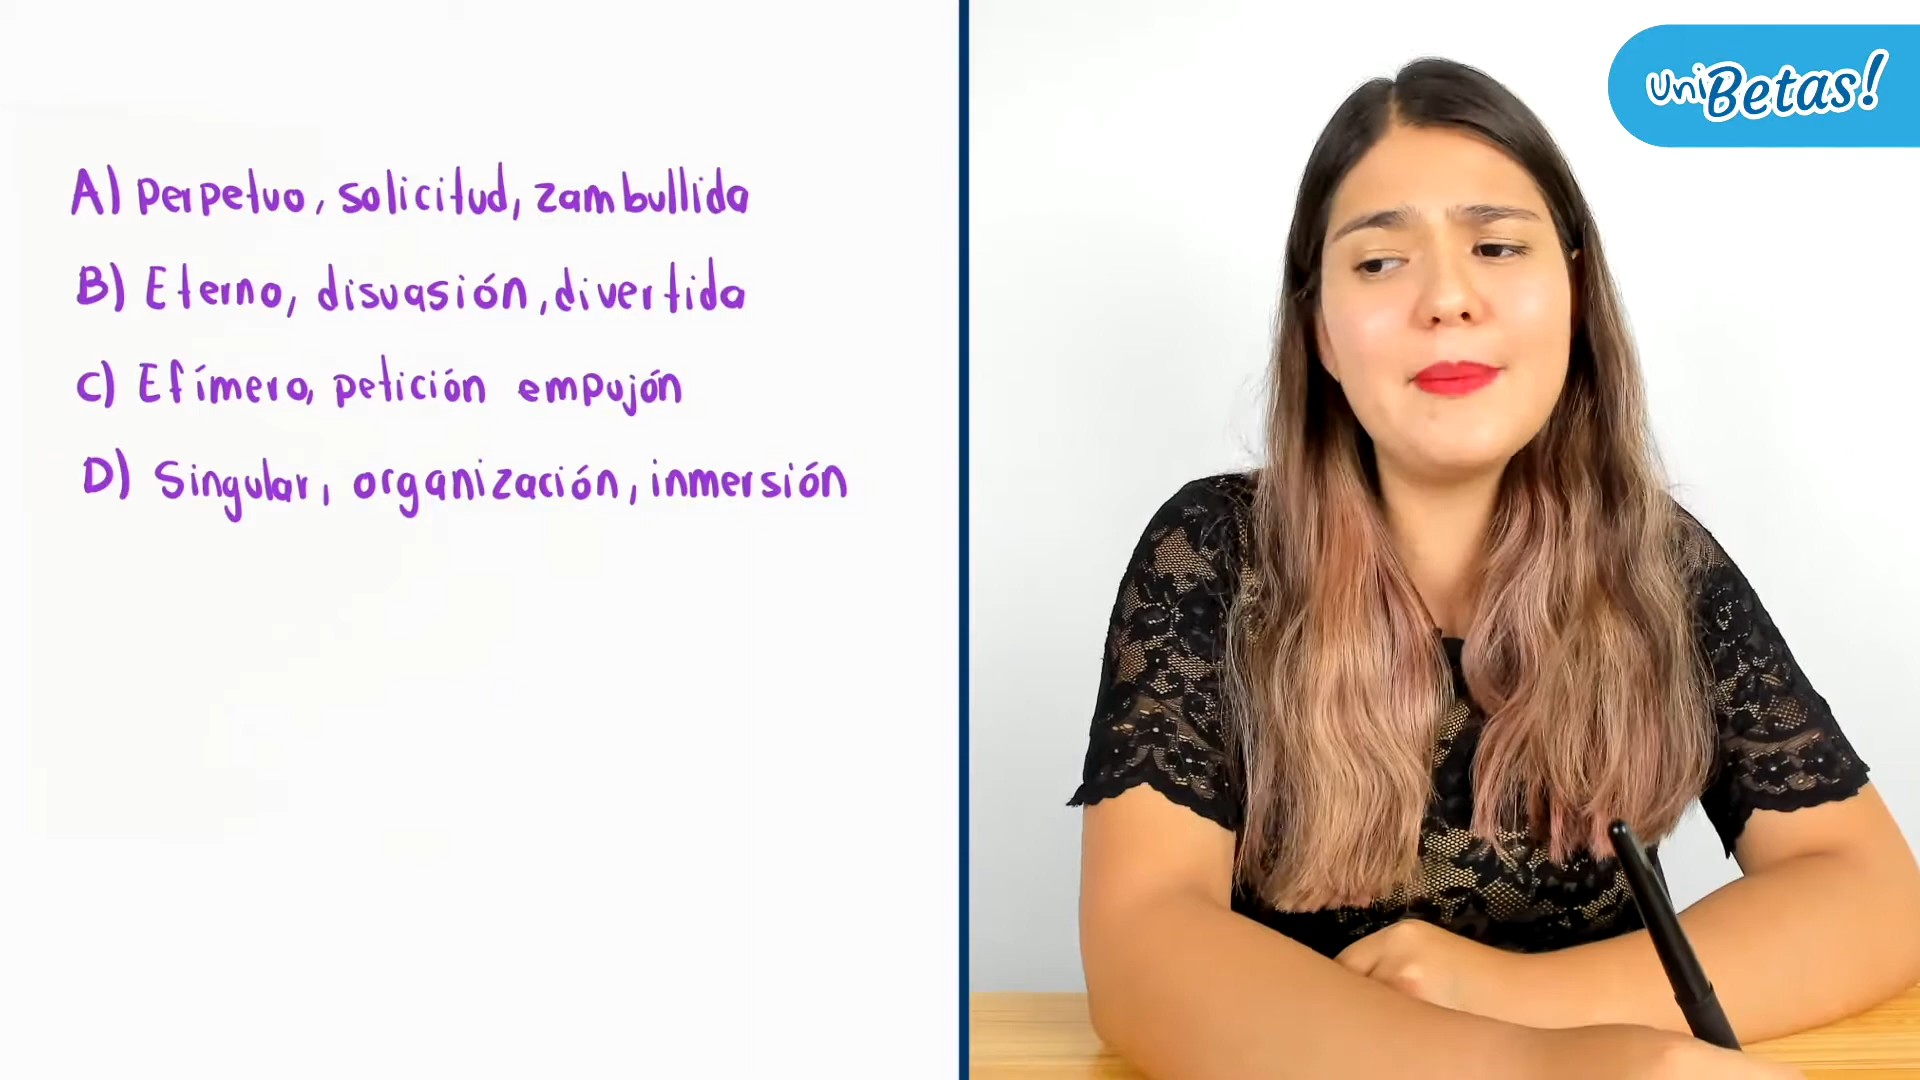 uniBetas!
A) perpetuo, solicitud, zambullida
B) Eterno, disuasión, divertida
C) Efímero, petición empujón
D) Singular, organización, inmersión